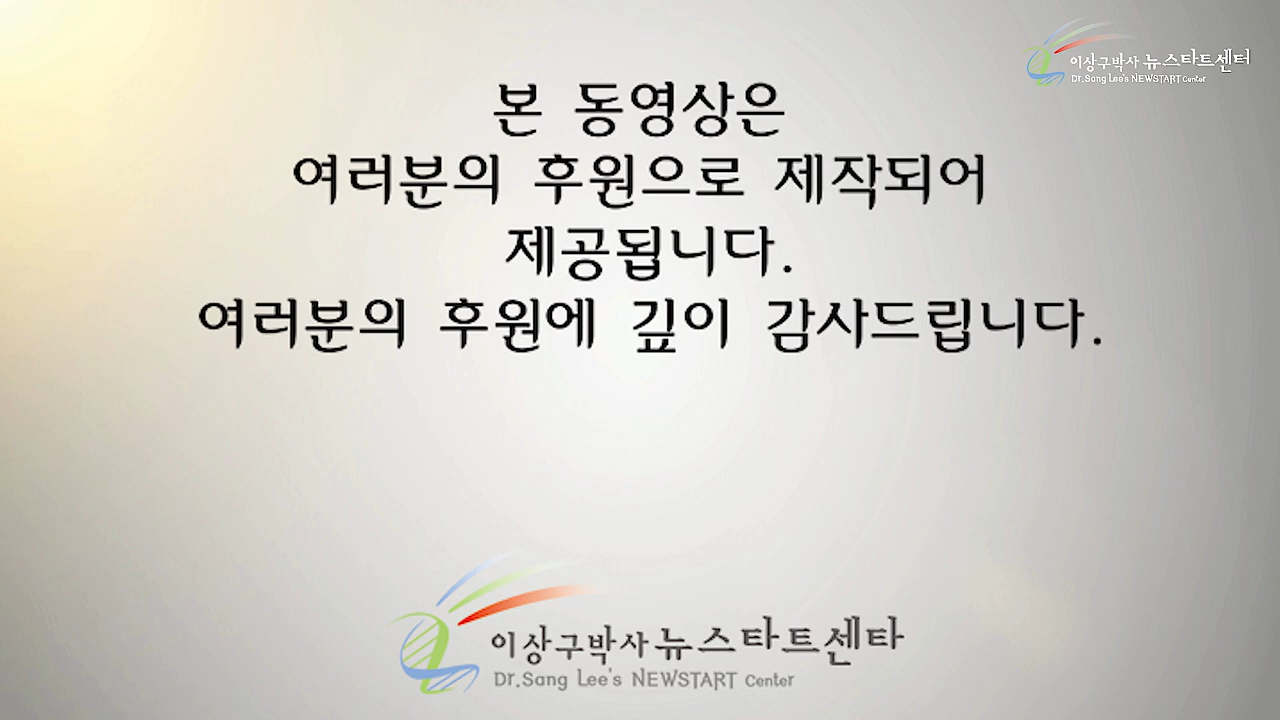 이상구박사 뉴스타트센터
Dr.Sang Lee's NEWSTART Center
본 동영상은
여러분의 후원으로 제작되어
제공됩니다.
여러분의 후원에 깊이 감사드립니다.
이상구박사 뉴스타트센타
Dr.Sang Lee's NEWSTART Center